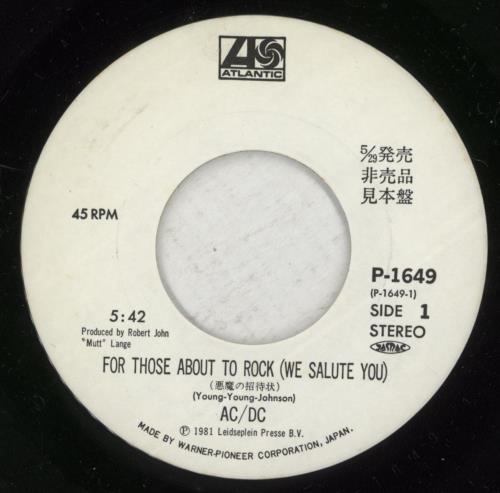 ATLANTIC
5/29発売
非売品
見本盤
45 RPM
P-1649
(P-1649-1)
SIDE 1
STEREO
JASRAC
5:42
Produced by Robert John
"Mutt" Lange
FOR THOSE ABOUT TO ROCK (WE SALUTE YOU)
(悪魔の招待状)
(Young-Young-Johnson)
AC/DC
Ⓟ 1981 Leidseplein Presse B.V.
MADE BY WARNER-PIONEER CORPORATION, JAPAN.